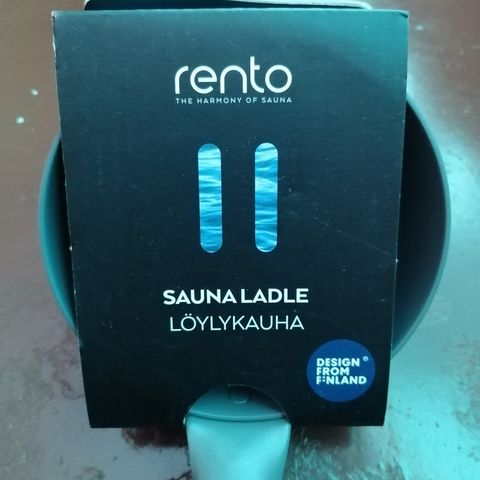 rento
THE HARMONY OF SAUNA
SAUNA LADLE
LÖYLYKAUHA
DESIGN ®
FROM
FINLAND